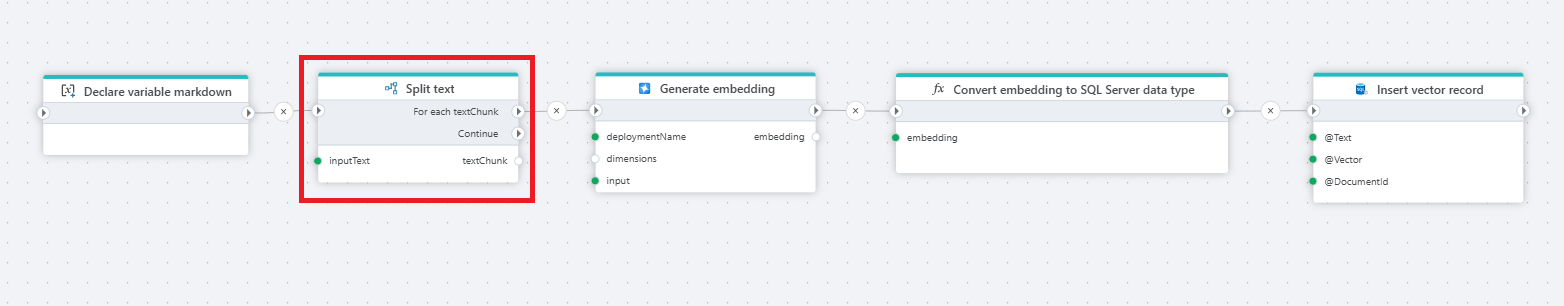 Declare variable markdown
Split text
For each textChunk
Continue
inputText
textChunk
Generate embedding
deploymentName
embedding
dimensions
input
fx
Convert embedding to SQL Server data type
embedding
SQL
Insert vector record
@Text
@Vector
@DocumentId